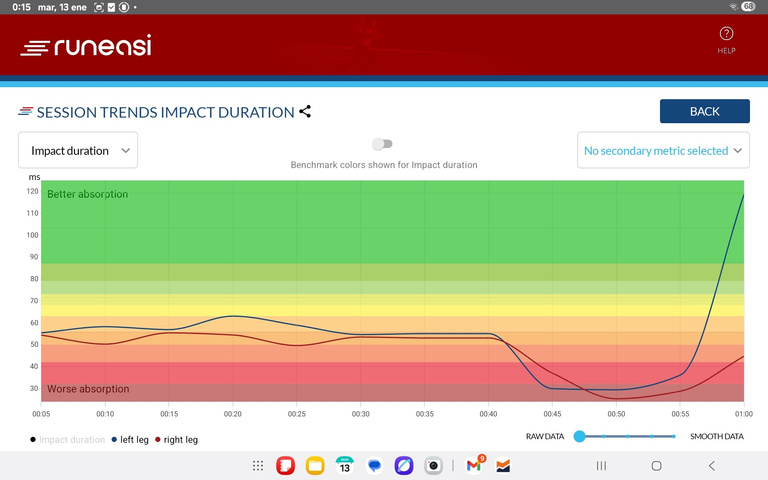 0:15 mar, 13 ene
68
runeasi
HELP
SESSION TRENDS IMPACT DURATION
BACK
Impact duration
No secondary metric selected
Benchmark colors shown for Impact duration
ms
120
110
100
90
80
70
60
50
40
30
Better absorption
Worse absorption
00:05 00:10 00:15 00:20 00:25 00:30 00:35 00:40 00:45 00:50 00:55 01:00
Impact duration left leg right leg
RAW DATA SMOOTH DATA
13
9